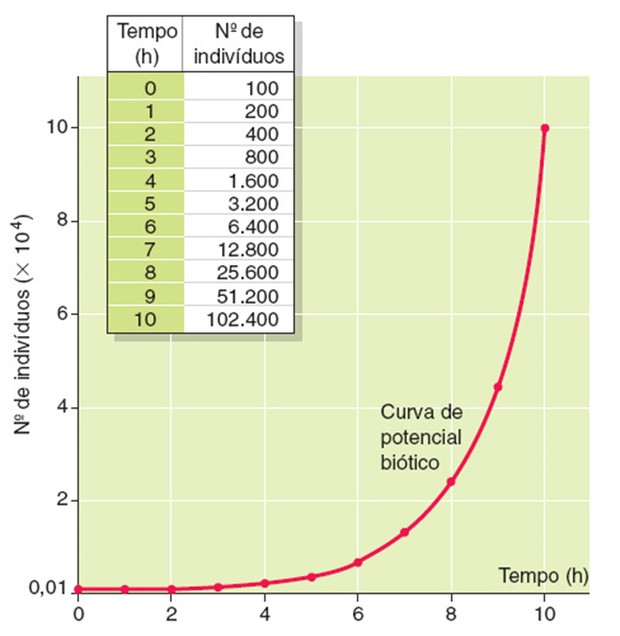 Tempo (h) Nº de indivíduos
0 100
1 200
2 400
3 800
4 1.600
5 3.200
6 6.400
7 12.800
8 25.600
9 51.200
10 102.400
Nº de indivíduos (× 10⁴)
10
8
6
4
2
0,01
Curva de
potencial
biótico
Tempo (h)
0 2 4 6 8 10